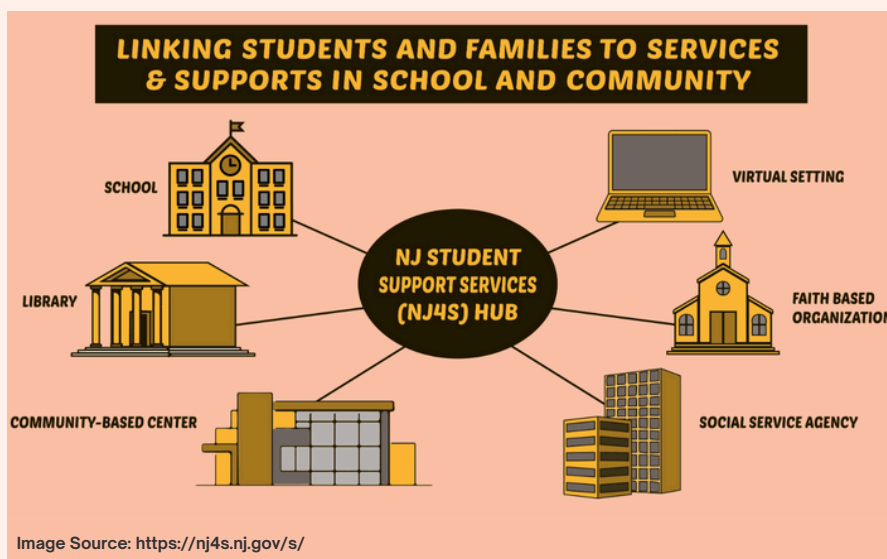 LINKING STUDENTS AND FAMILIES TO SERVICES
& SUPPORTS IN SCHOOL AND COMMUNITY
SCHOOL
VIRTUAL SETTING
NJ STUDENT
SUPPORT SERVICES
(NJ4S) HUB
LIBRARY
FAITH BASED
ORGANIZATION
COMMUNITY-BASED CENTER
SOCIAL SERVICE AGENCY
Image Source: https://nj4s.nj.gov/s/